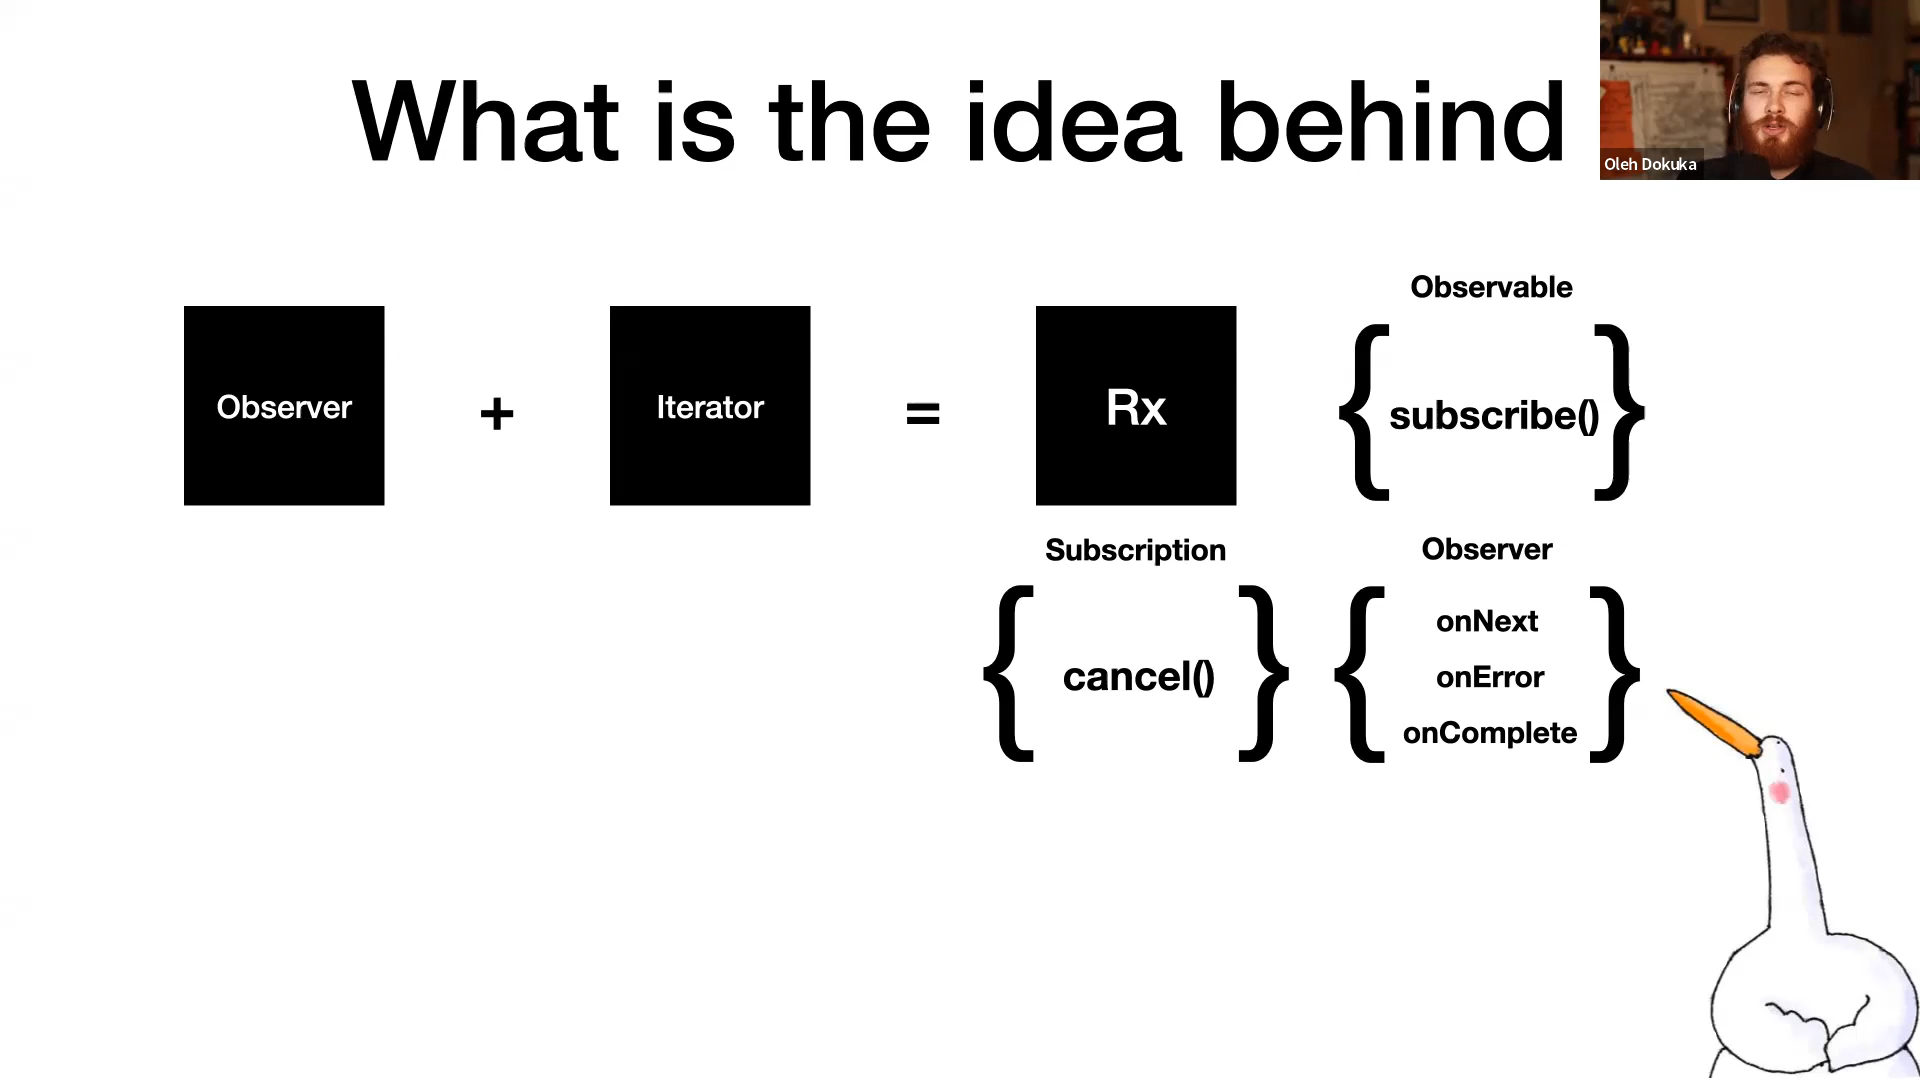 What is the idea behind
Oleh Dokuka
Observer
+
Iterator
=
Rx
Observable
{ subscribe() }
Subscription
{ cancel() }
Observer
{ onNext
onError
onComplete }